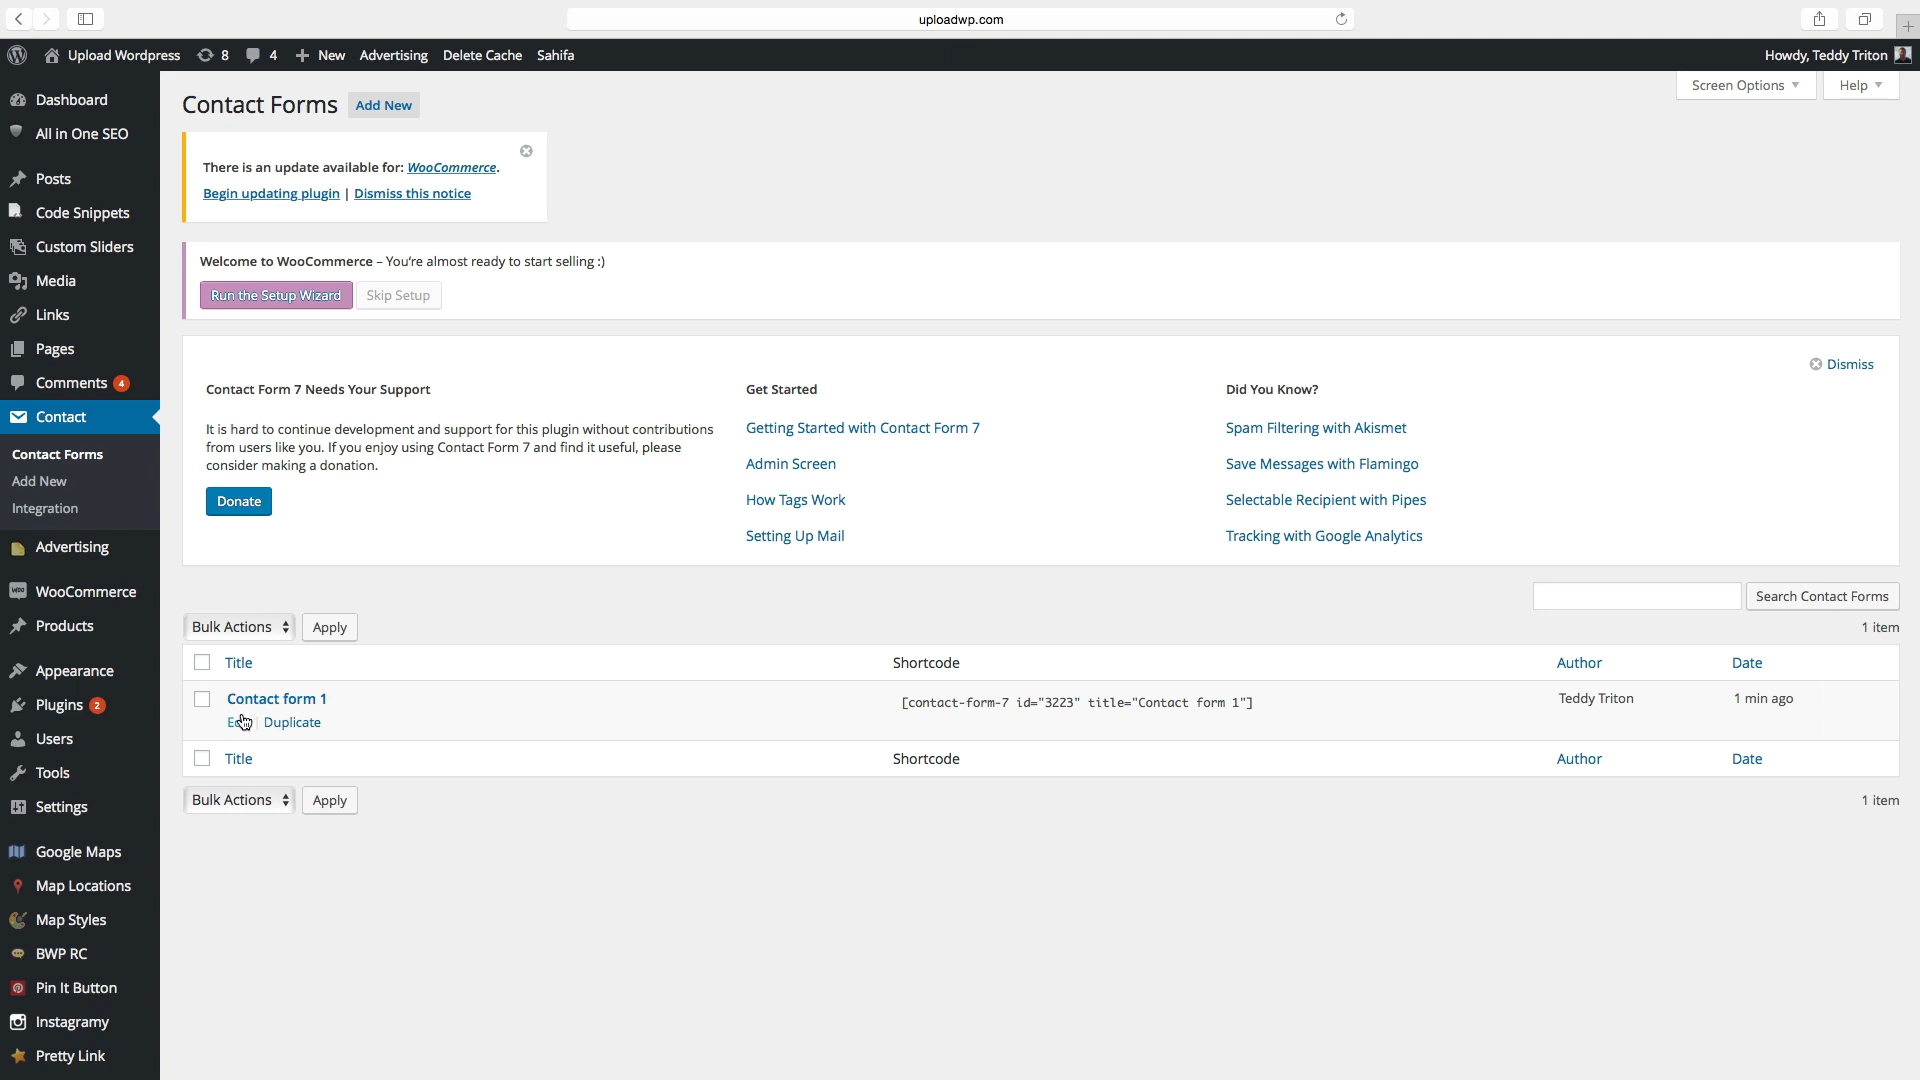 uploadwp.com
Upload Wordpress 8 4 New Advertising Delete Cache Sahifa Howdy, Teddy Triton
Screen Options Help
Dashboard
All in One SEO
Posts
Code Snippets
Custom Sliders
Media
Links
Pages
Comments 4
Contact
Contact Forms
Add New
Integration
Advertising
WooCommerce
Products
Appearance
Plugins 2
Users
Tools
Settings
Google Maps
Map Locations
Map Styles
BWP RC
Pin It Button
Instagramy
Pretty Link
Contact Forms Add New
There is an update available for: WooCommerce.
Begin updating plugin | Dismiss this notice
Welcome to WooCommerce – You're almost ready to start selling :)
Run the Setup Wizard Skip Setup
Dismiss
Contact Form 7 Needs Your Support
It is hard to continue development and support for this plugin without contributions
from users like you. If you enjoy using Contact Form 7 and find it useful, please
consider making a donation.
Donate
Get Started
Getting Started with Contact Form 7
Admin Screen
How Tags Work
Setting Up Mail
Did You Know?
Spam Filtering with Akismet
Save Messages with Flamingo
Selectable Recipient with Pipes
Tracking with Google Analytics
Search Contact Forms
Bulk Actions Apply 1 item
Title Shortcode Author Date
Contact form 1 [contact-form-7 id="3223" title="Contact form 1"] Teddy Triton 1 min ago
Duplicate
Title Shortcode Author Date
Bulk Actions Apply 1 item